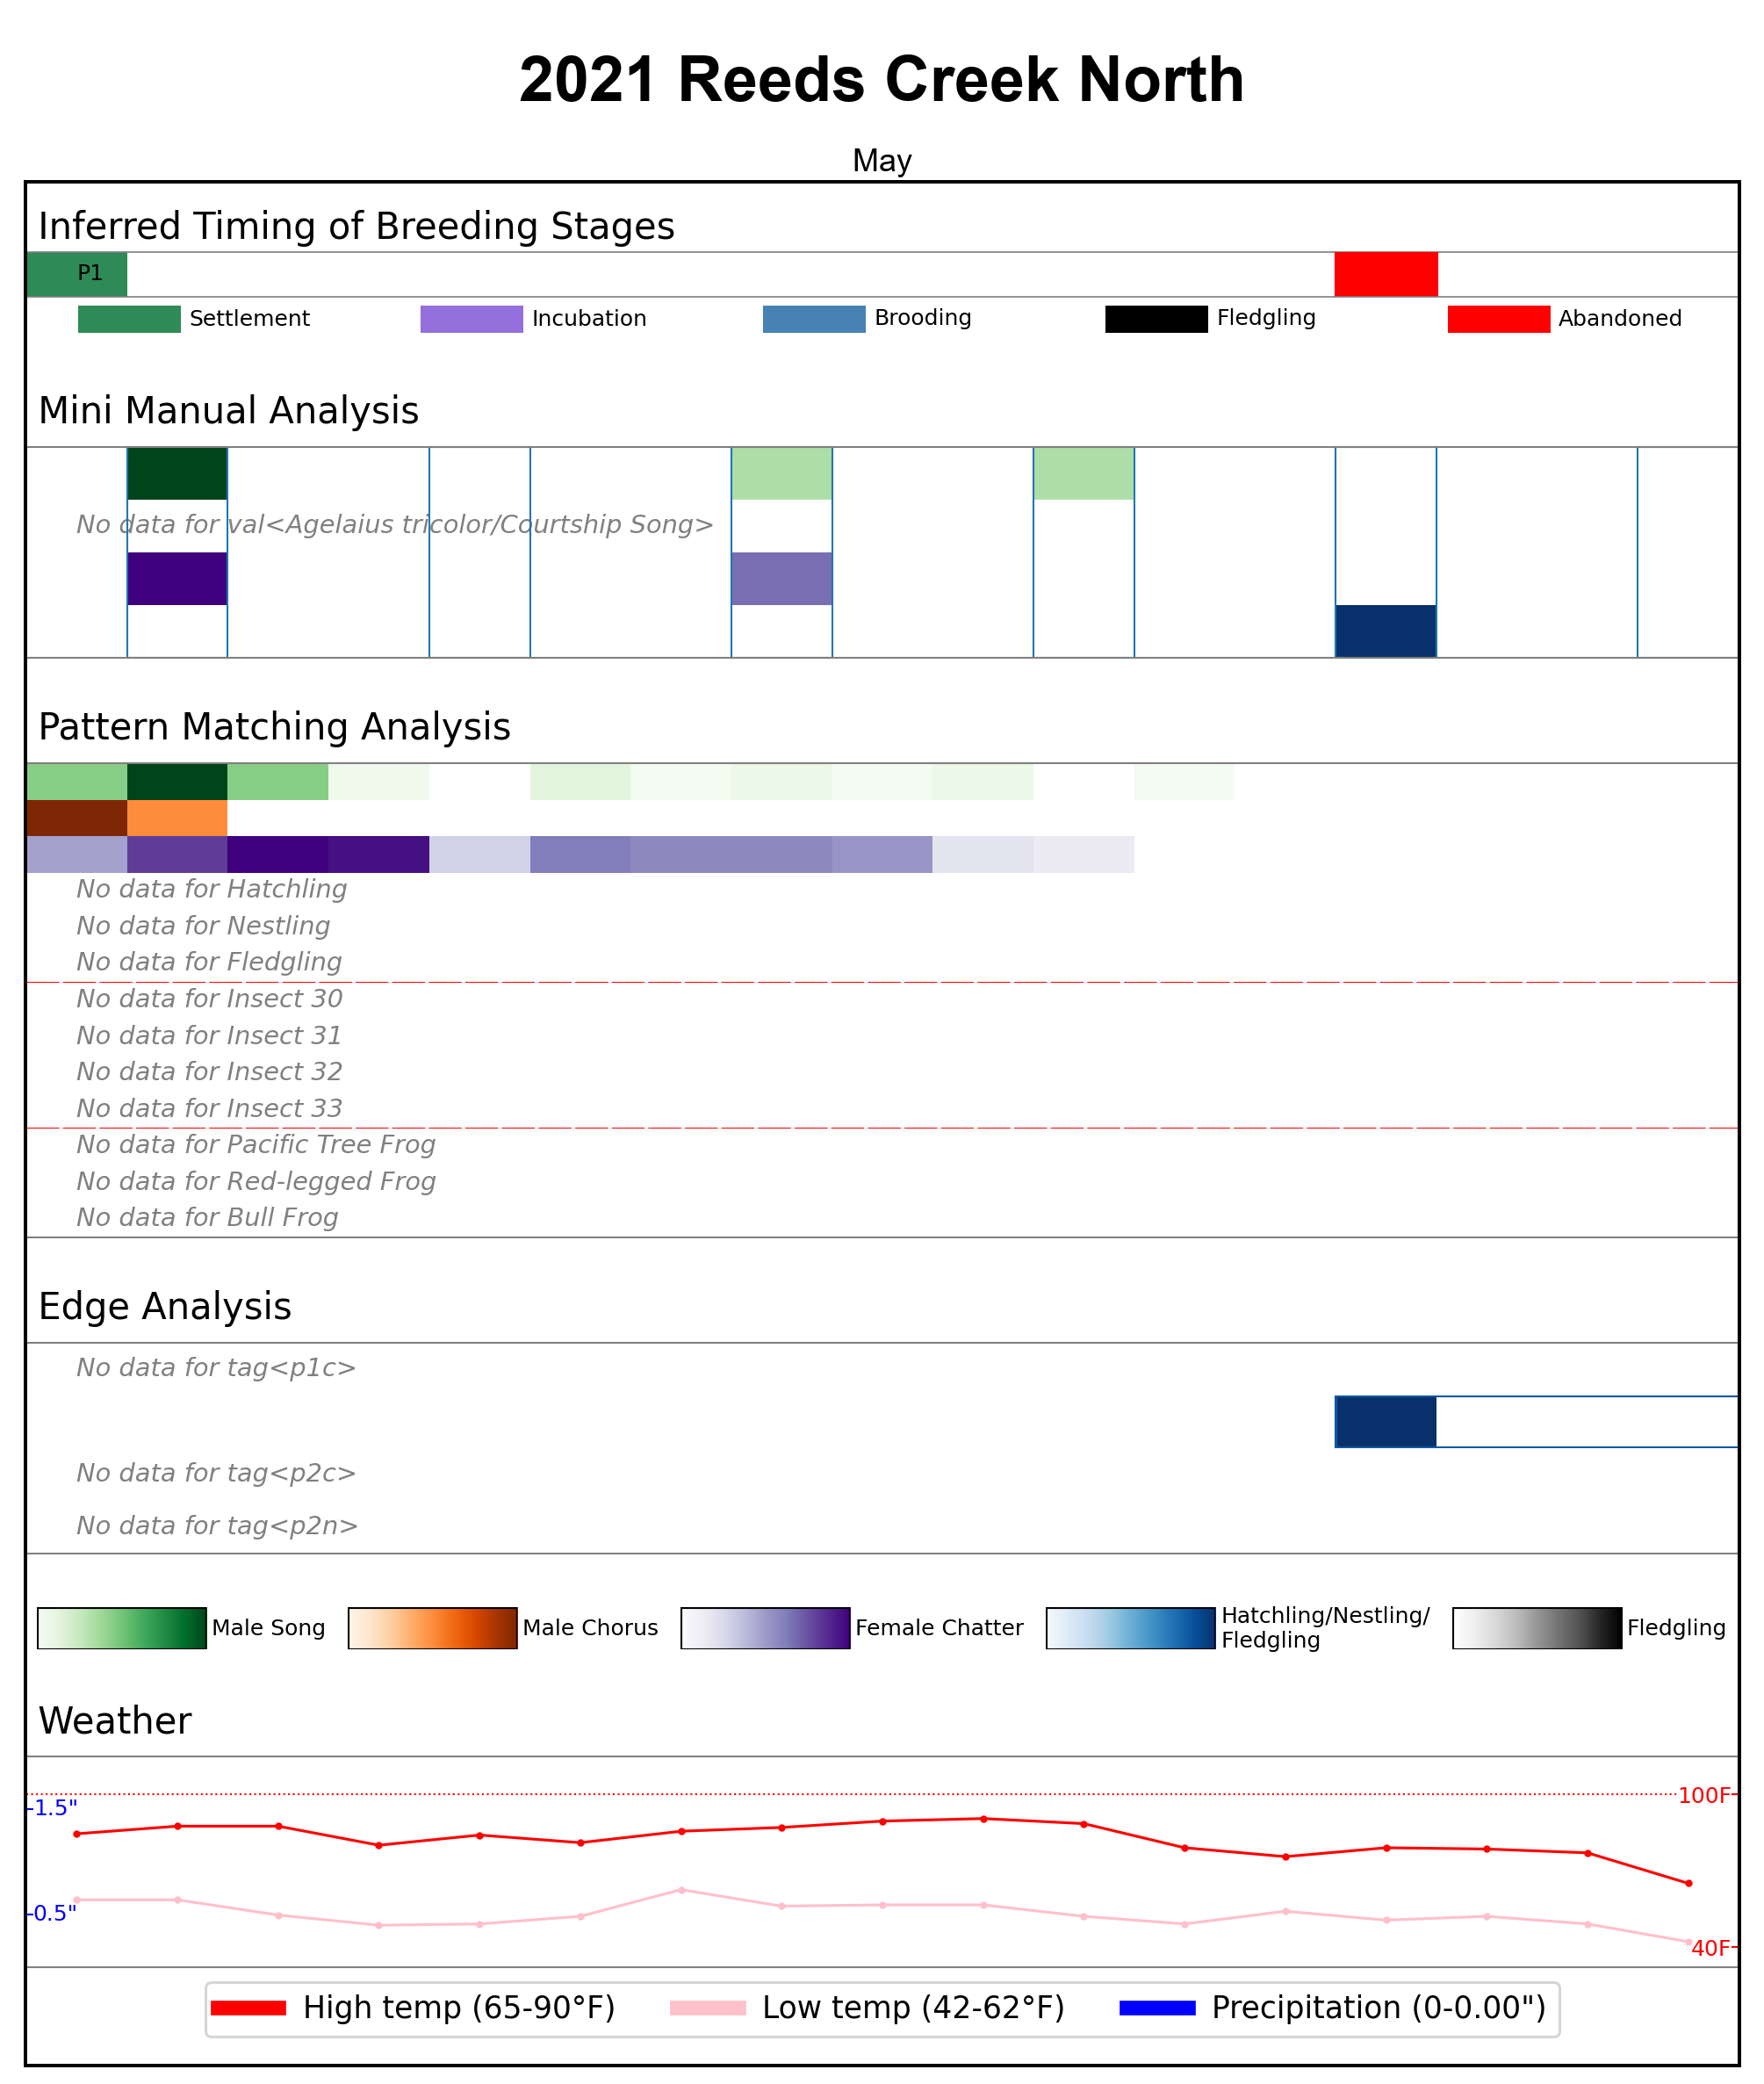 2021 Reeds Creek North
May
Inferred Timing of Breeding Stages
P1
Settlement Incubation Brooding Fledgling Abandoned
Mini Manual Analysis
No data for val<Agelaius tricolor/Courtship Song>
Pattern Matching Analysis
No data for Hatchling
No data for Nestling
No data for Fledgling
No data for Insect 30
No data for Insect 31
No data for Insect 32
No data for Insect 33
No data for Pacific Tree Frog
No data for Red-legged Frog
No data for Bull Frog
Edge Analysis
No data for tag<p1c>
No data for tag<p2c>
No data for tag<p2n>
Male Song Male Chorus Female Chatter Hatchling/Nestling/
Fledgling Fledgling
Weather
1.5" 100F
0.5" 40F
High temp (65-90°F) Low temp (42-62°F) Precipitation (0-0.00")